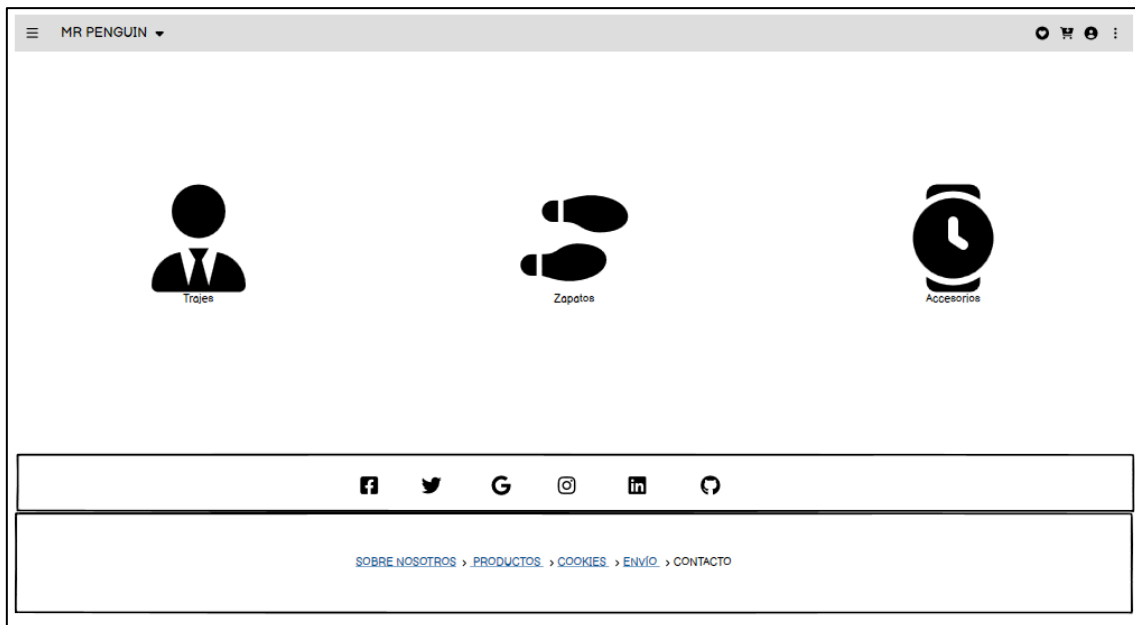 MR PENGUIN
Trajes
Zapatos
Accesorios
SOBRE NOSOTROS > PRODUCTOS > COOKIES > ENVÍO > CONTACTO